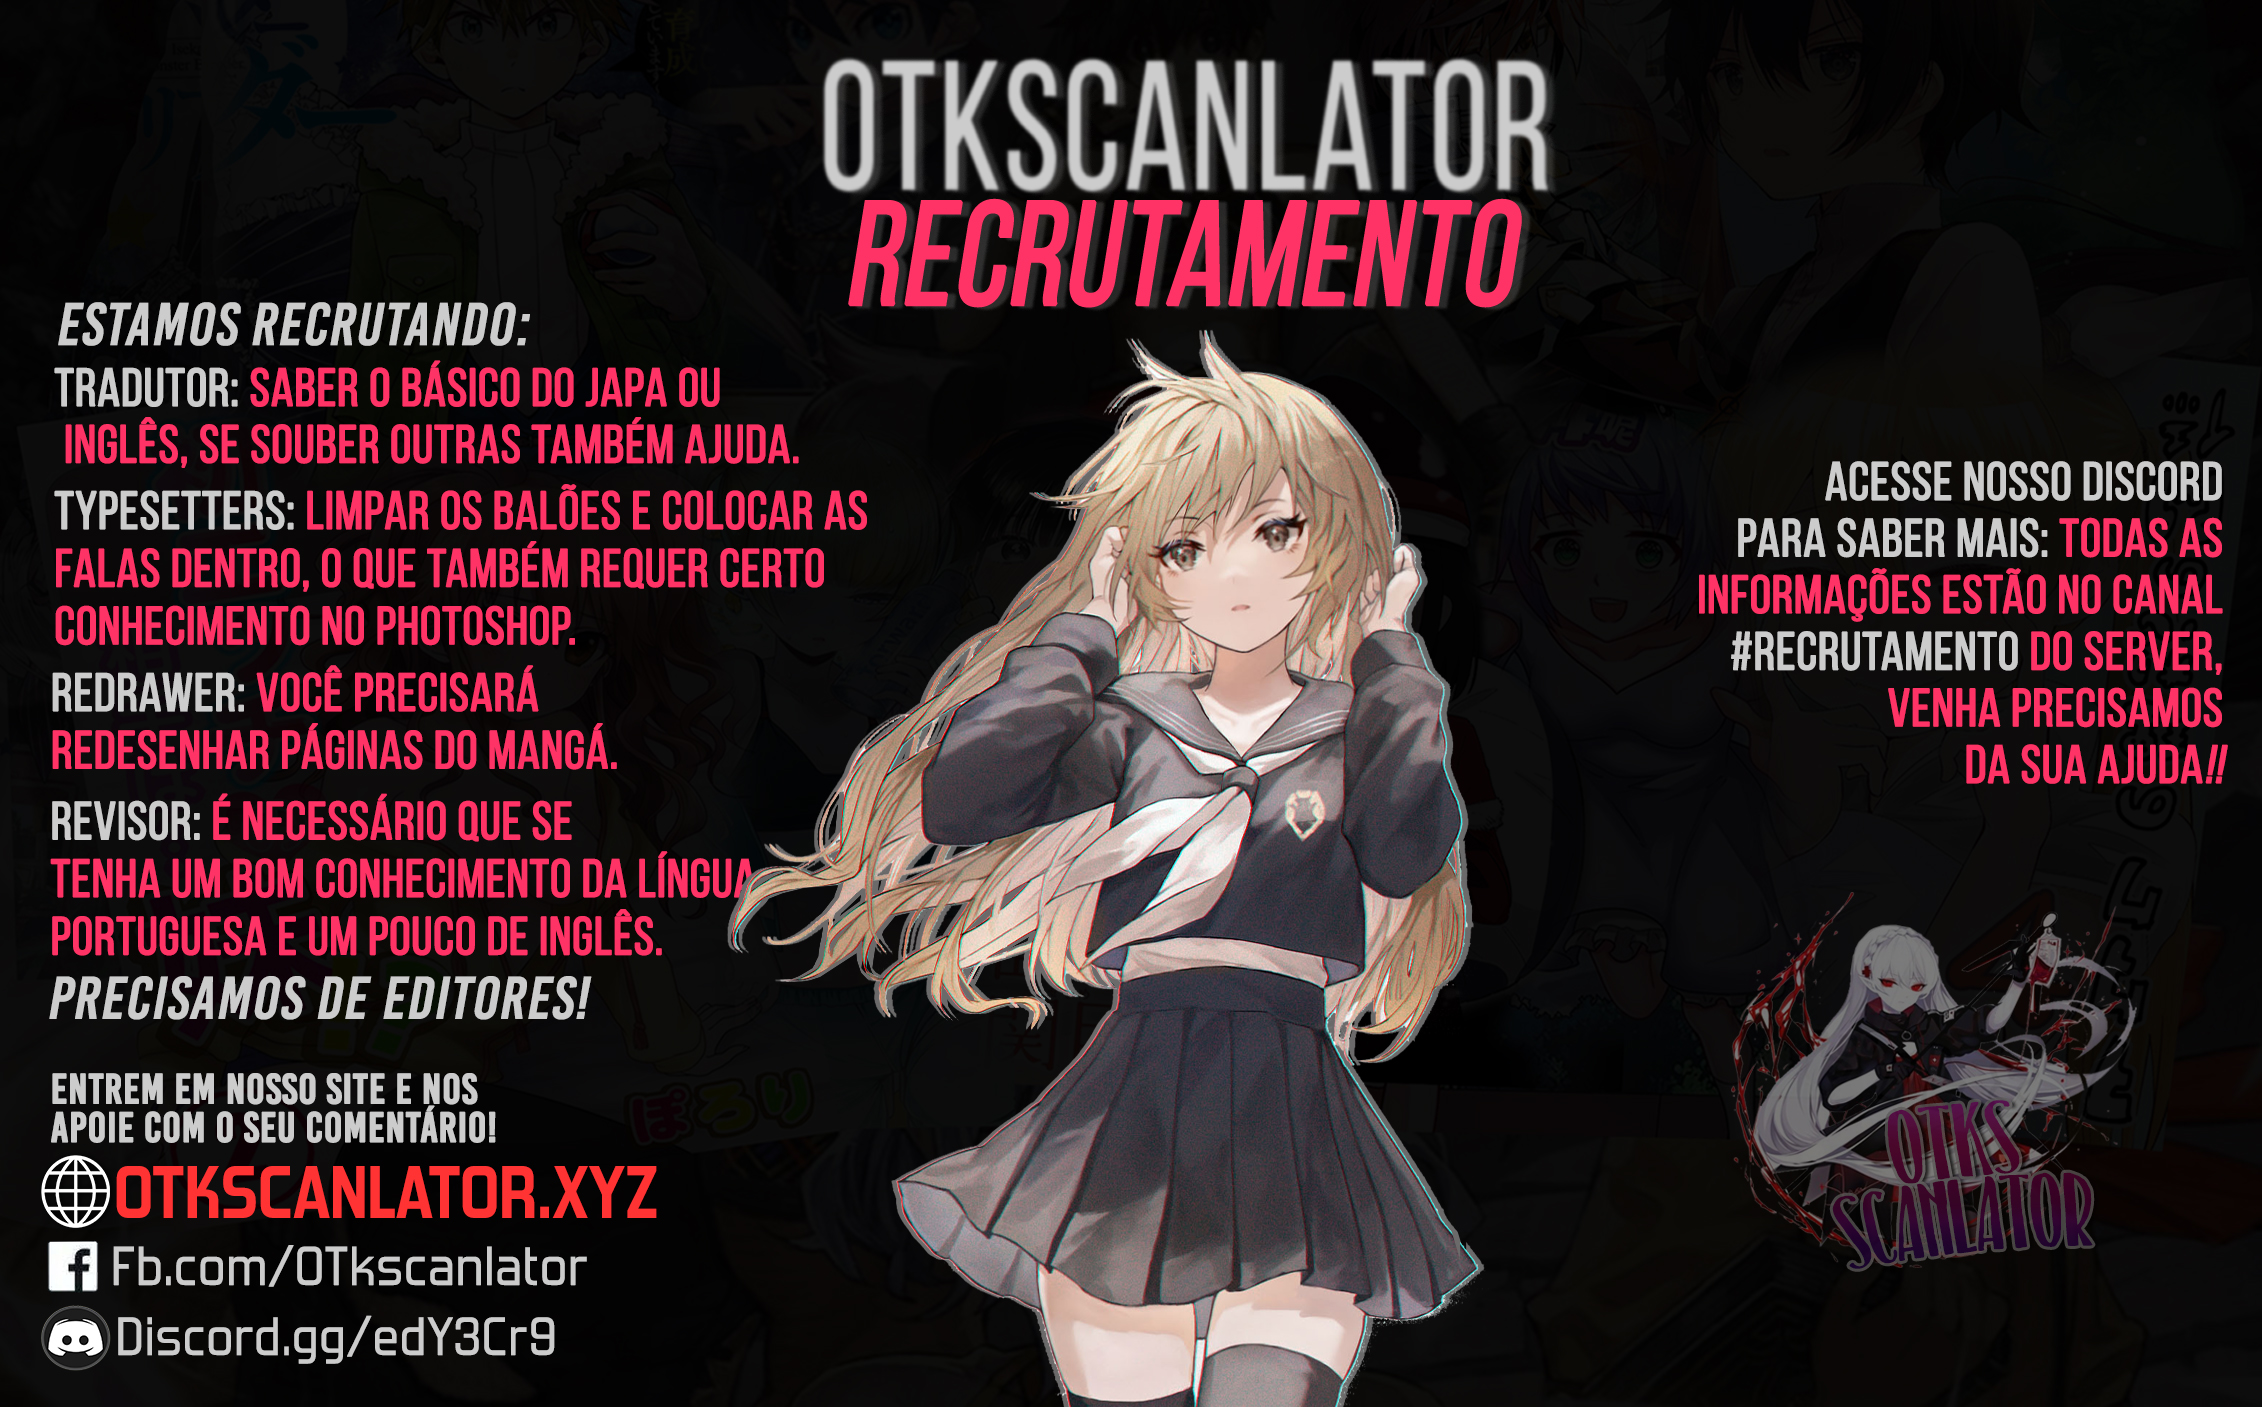 OTKSCANLATOR
RECRUTAMENTO
ESTAMOS RECRUTANDO:
TRADUTOR: SABER O BÁSICO DO JAPA OU
INGLÊS, SE SOUBER OUTRAS TAMBÉM AJUDA.
TYPESETTERS: LIMPAR OS BALÕES E COLOCAR AS
FALAS DENTRO, O QUE TAMBÉM REQUER CERTO
CONHECIMENTO NO PHOTOSHOP.
REDRAWER: VOCÊ PRECISARÁ
REDESENHAR PÁGINAS DO MANGÁ.
REVISOR: É NECESSÁRIO QUE SE
TENHA UM BOM CONHECIMENTO DA LÍNGUA
PORTUGUESA E UM POUCO DE INGLÊS.
PRECISAMOS DE EDITORES!
ENTREM EM NOSSO SITE E NOS
APOIE COM O SEU COMENTÁRIO!
OTKSCANLATOR.XYZ
Fb.com/OTkscanlator
Discord.gg/edY3Cr9
ACESSE NOSSO DISCORD
PARA SABER MAIS: TODAS AS
INFORMAÇÕES ESTÃO NO CANAL
#RECRUTAMENTO DO SERVER,
VENHA PRECISAMOS
DA SUA AJUDA!!
OTKS
SCANLATOR
ぽろり